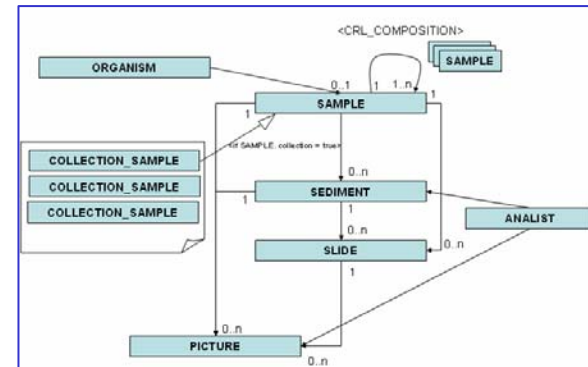 <CRL_COMPOSITION>
SAMPLE
ORGANISM
0..1
1
1..n
SAMPLE
1
1
<if SAMPLE. collection = true>
COLLECTION_SAMPLE
COLLECTION_SAMPLE
COLLECTION_SAMPLE
0..n
SEDIMENT
1
1
ANALIST
0..n
0..n
SLIDE
1
0..n
PICTURE
0..n